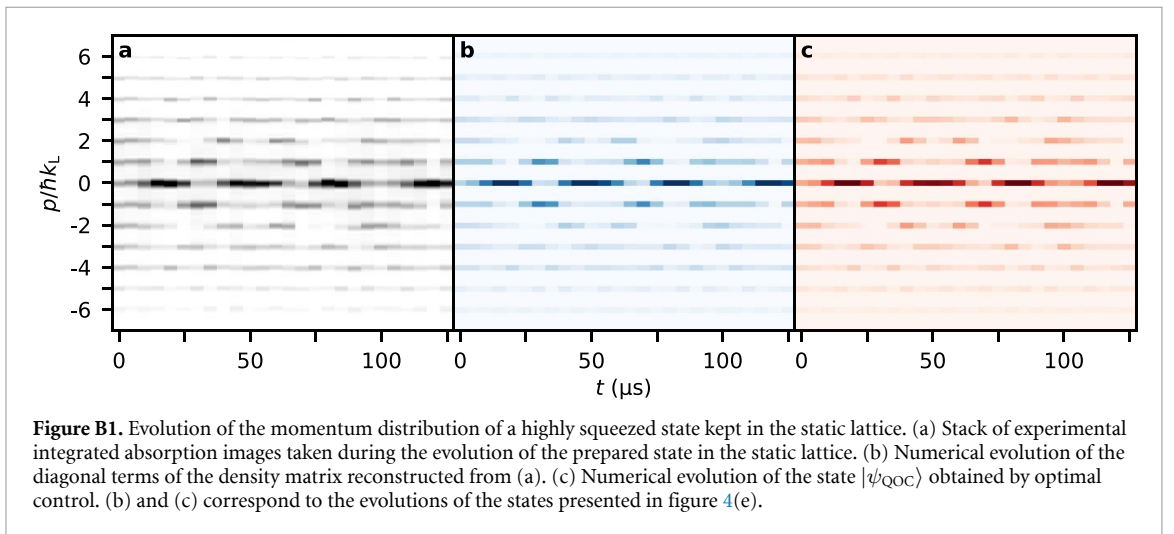 a b c
6
4
2
0
-2
-4
-6
p/ħk_L
0 50 100 0 50 100 0 50 100
t (µs)
Figure B1. Evolution of the momentum distribution of a highly squeezed state kept in the static lattice. (a) Stack of experimental
integrated absorption images taken during the evolution of the prepared state in the static lattice. (b) Numerical evolution of the
diagonal terms of the density matrix reconstructed from (a). (c) Numerical evolution of the state |ψ_QOC⟩ obtained by optimal
control. (b) and (c) correspond to the evolutions of the states presented in figure 4(e).